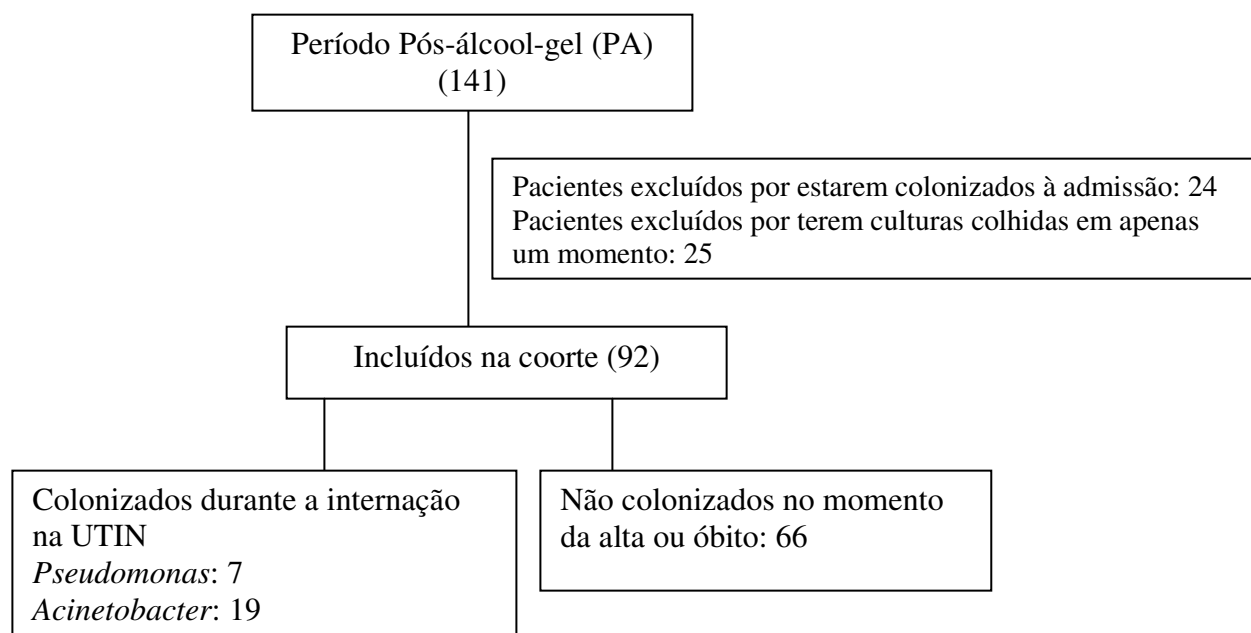 Período Pós-álcool-gel (PA)
(141)
Pacientes excluídos por estarem colonizados à admissão: 24
Pacientes excluídos por terem culturas colhidas em apenas
um momento: 25
Incluídos na coorte (92)
Colonizados durante a internação
na UTIN
Pseudomonas: 7
Acinetobacter: 19
Não colonizados no momento
da alta ou óbito: 66